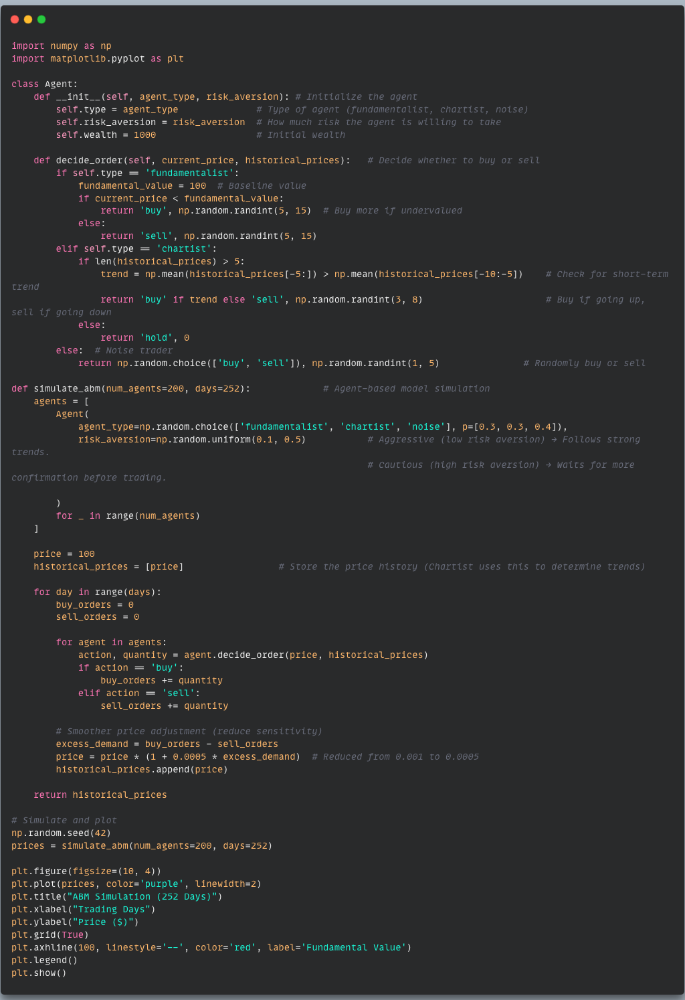 import numpy as np
import matplotlib.pyplot as plt

class Agent:
    def __init__(self, agent_type, risk_aversion): # Initialize the agent
        self.type = agent_type              # Type of agent (fundamentalist, chartist, noise)
        self.risk_aversion = risk_aversion  # How much risk the agent is willing to take
        self.wealth = 1000                  # Initial wealth

    def decide_order(self, current_price, historical_prices):   # Decide whether to buy or sell
        if self.type == 'fundamentalist':
            fundamental_value = 100  # Baseline value
            if current_price < fundamental_value:
                return 'buy', np.random.randint(5, 15)  # Buy more if undervalued
            else:
                return 'sell', np.random.randint(5, 15)
        elif self.type == 'chartist':
            if len(historical_prices) > 5:
                trend = np.mean(historical_prices[-5:]) > np.mean(historical_prices[-10:-5])    # Check for short-term
trend
                return 'buy' if trend else 'sell', np.random.randint(3, 8)                      # Buy if going up,
sell if going down
            else:
                return 'hold', 0
        else:  # Noise trader
            return np.random.choice(['buy', 'sell']), np.random.randint(1, 5)               # Randomly buy or sell

def simulate_abm(num_agents=200, days=252):             # Agent-based model simulation
    agents = [
        Agent(
            agent_type=np.random.choice(['fundamentalist', 'chartist', 'noise'], p=[0.3, 0.3, 0.4]),
            risk_aversion=np.random.uniform(0.1, 0.5)           # Aggressive (low risk aversion) → Follows strong
trends.
                                                                # Cautious (high risk aversion) → Waits for more
confirmation before trading.

        )
        for _ in range(num_agents)
    ]

    price = 100
    historical_prices = [price]                 # Store the price history (Chartist uses this to determine trends)

    for day in range(days):
        buy_orders = 0
        sell_orders = 0

        for agent in agents:
            action, quantity = agent.decide_order(price, historical_prices)
            if action == 'buy':
                buy_orders += quantity
            elif action == 'sell':
                sell_orders += quantity

        # Smoother price adjustment (reduce sensitivity)
        excess_demand = buy_orders - sell_orders
        price = price * (1 + 0.0005 * excess_demand)  # Reduced from 0.001 to 0.0005
        historical_prices.append(price)

    return historical_prices

# Simulate and plot
np.random.seed(42)
prices = simulate_abm(num_agents=200, days=252)

plt.figure(figsize=(10, 4))
plt.plot(prices, color='purple', linewidth=2)
plt.title("ABM Simulation (252 Days)")
plt.xlabel("Trading Days")
plt.ylabel("Price ($)")
plt.grid(True)
plt.axhline(100, linestyle='--', color='red', label='Fundamental Value')
plt.legend()
plt.show()